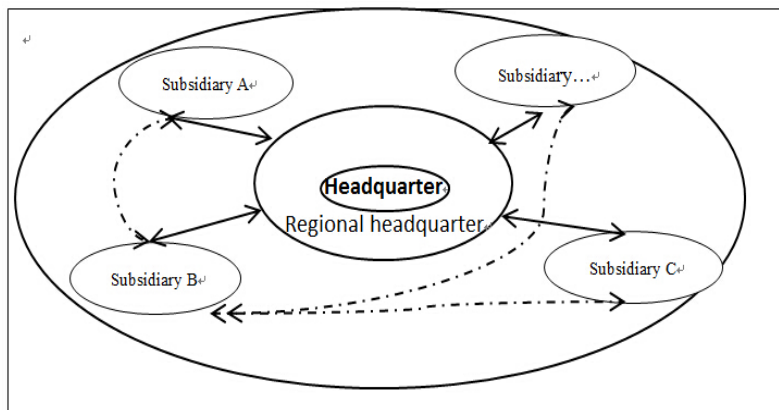 Subsidiary A
Subsidiary…
Headquarter
Regional headquarter
Subsidiary B
Subsidiary C